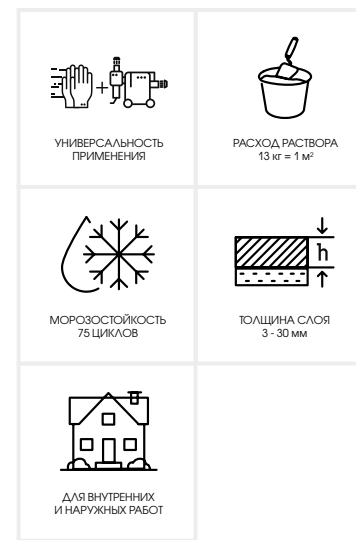 УНИВЕРСАЛЬНОСТЬ
ПРИМЕНЕНИЯ
РАСХОД РАСТВОРА
13 кг = 1 м²
МОРОЗОСТОЙКОСТЬ
75 ЦИКЛОВ
h
ТОЛЩИНА СЛОЯ
3 - 30 мм
ДЛЯ ВНУТРЕННИХ
И НАРУЖНЫХ РАБОТ